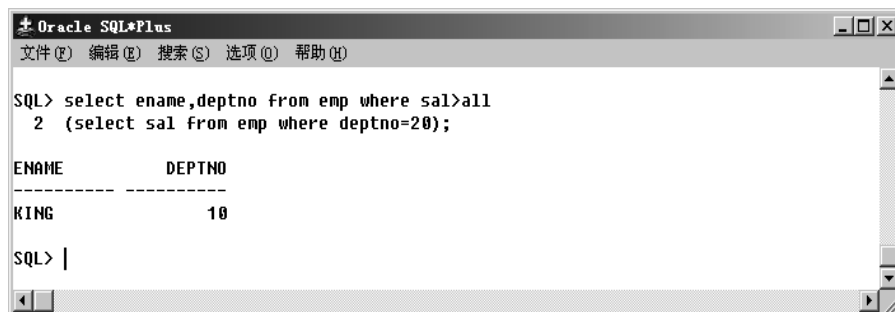 Oracle SQL*Plus
文件(F) 编辑(E) 搜索(S) 选项(O) 帮助(H)
SQL> select ename,deptno from emp where sal>all
2 (select sal from emp where deptno=20);
ENAME DEPTNO
---------- ----------
KING 10
SQL>